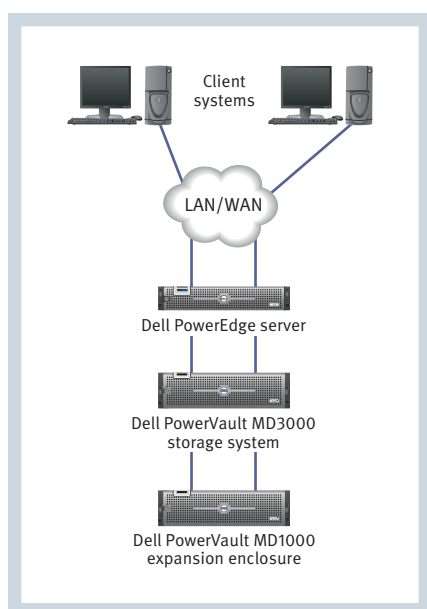 Client
systems
LAN/WAN
Dell PowerEdge server
Dell PowerVault MD3000
storage system
Dell PowerVault MD1000
expansion enclosure